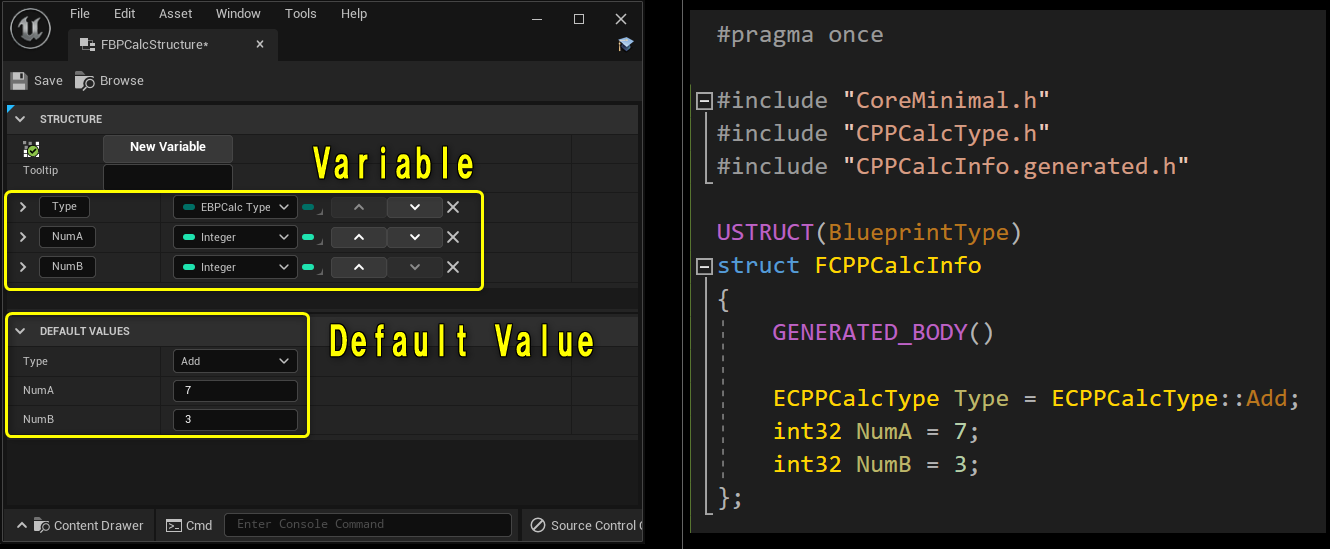 File Edit Asset Window Tools Help
FBPCalcStructure*
Save Browse
STRUCTURE
New Variable
Tooltip
Variable
Type EBPCalc Type
NumA Integer
NumB Integer
DEFAULT VALUES
Default Value
Type Add
NumA 7
NumB 3
Content Drawer Cmd Enter Console Command Source Control
#pragma once
#include "CoreMinimal.h"
#include "CPPCalcType.h"
#include "CPPCalcInfo.generated.h"
USTRUCT(BlueprintType)
struct FCPPCalcInfo
{
GENERATED_BODY()
ECPPCalcType Type = ECPPCalcType::Add;
int32 NumA = 7;
int32 NumB = 3;
};